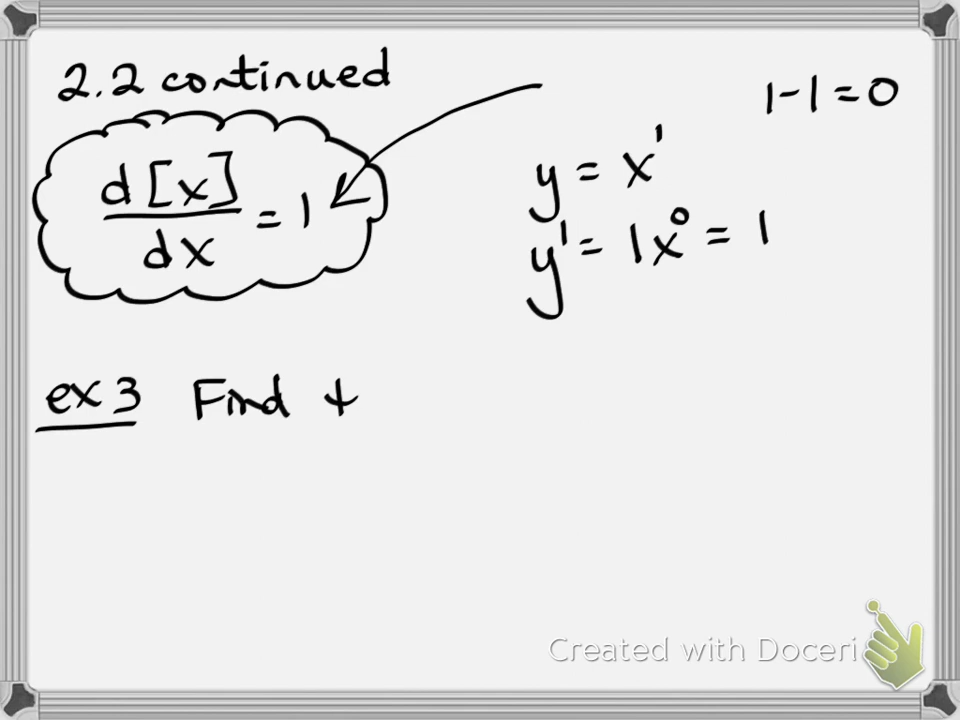 2.2 continued
1-1=0
d[x]/dx = 1
y = x¹
y' = 1x⁰ = 1
ex 3 Find t
Created with Doceri